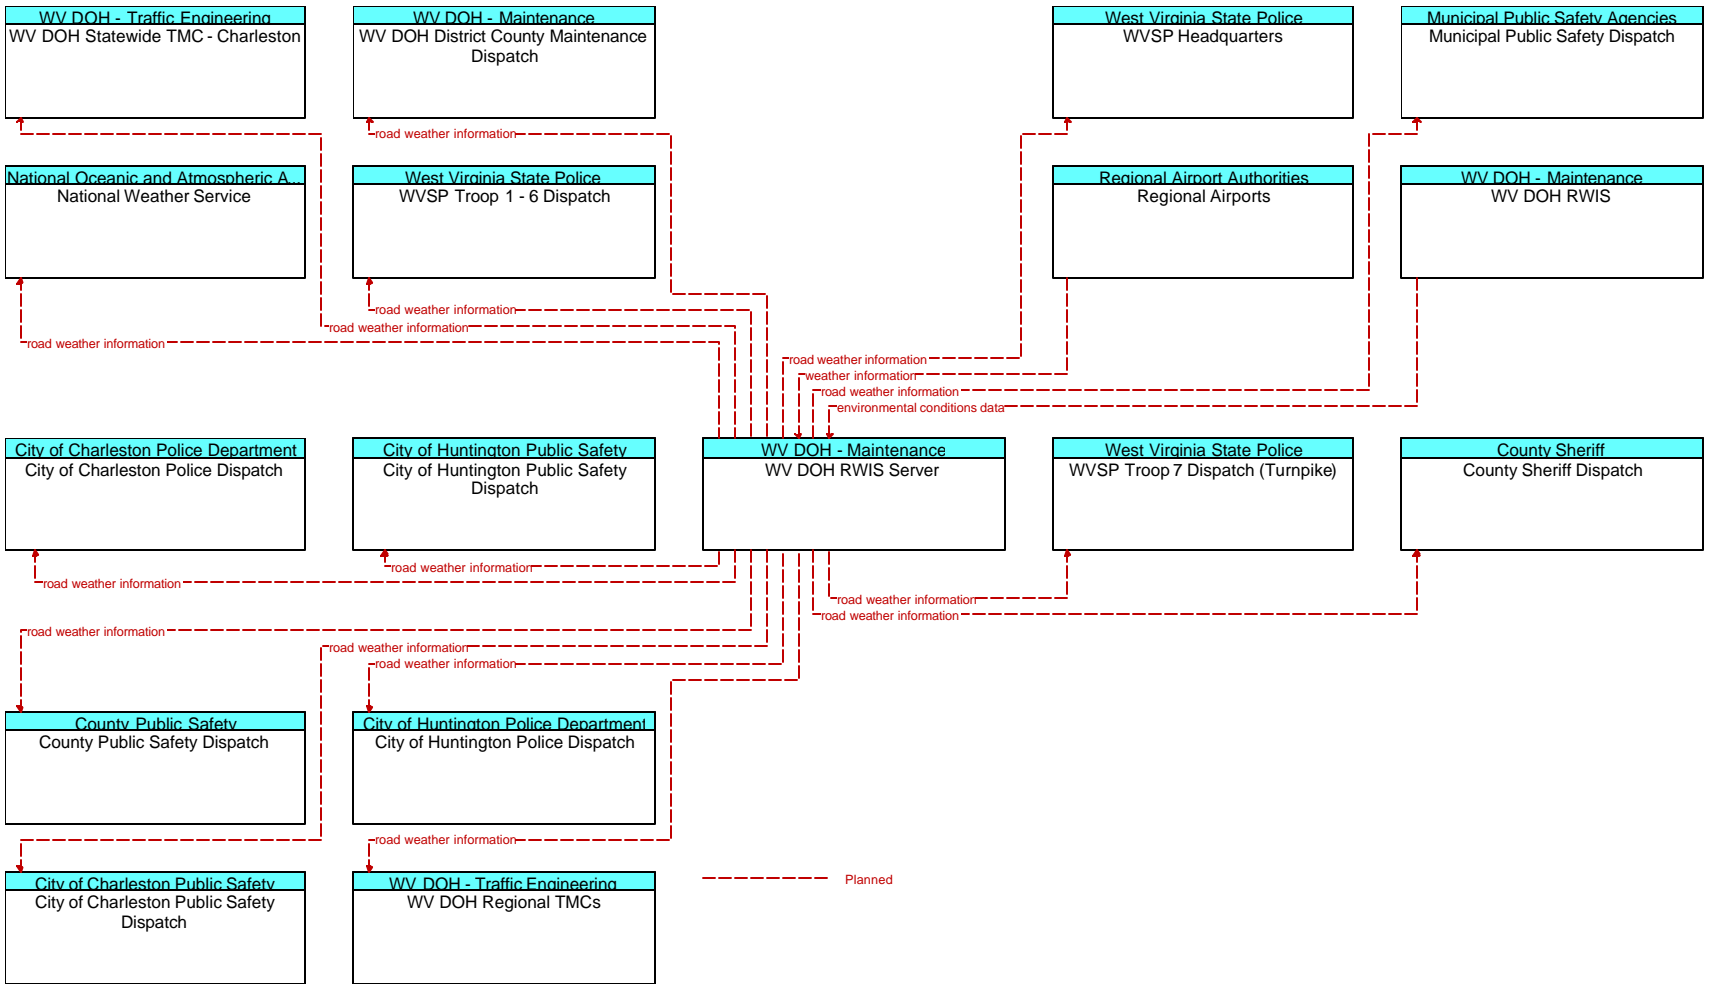 WV DOH - Traffic Engineering
WV DOH Statewide TMC - Charleston
WV DOH - Maintenance
WV DOH District County Maintenance
Dispatch
West Virginia State Police
WVSP Headquarters
Municipal Public Safety Agencies
Municipal Public Safety Dispatch
road weather information
National Oceanic and Atmospheric A...
National Weather Service
West Virginia State Police
WVSP Troop 1 - 6 Dispatch
Regional Airport Authorities
Regional Airports
WV DOH - Maintenance
WV DOH RWIS
road weather information
road weather information
road weather information
road weather information
weather information
road weather information
environmental conditions data
City of Charleston Police Department
City of Charleston Police Dispatch
City of Huntington Public Safety
City of Huntington Public Safety
Dispatch
WV DOH - Maintenance
WV DOH RWIS Server
West Virginia State Police
WVSP Troop 7 Dispatch (Turnpike)
County Sheriff
County Sheriff Dispatch
road weather information
road weather information
road weather information
road weather information
road weather information
road weather information
road weather information
County Public Safety
County Public Safety Dispatch
City of Huntington Police Department
City of Huntington Police Dispatch
road weather information
City of Charleston Public Safety
City of Charleston Public Safety
Dispatch
WV DOH - Traffic Engineering
WV DOH Regional TMCs
Planned